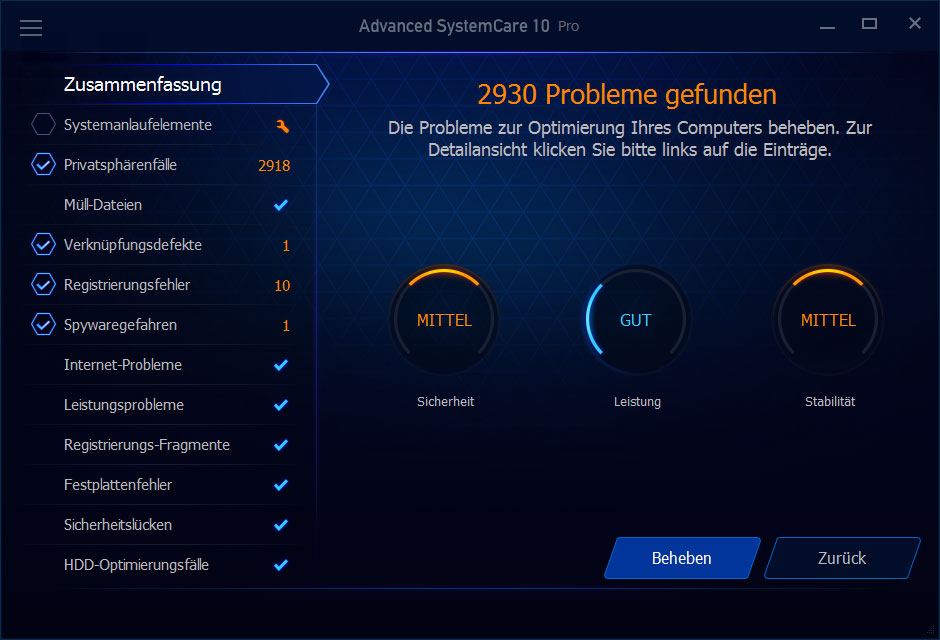 Advanced SystemCare 10 Pro
Zusammenfassung
Systemanlaufelemente
Privatsphärenfälle 2918
Müll-Dateien
Verknüpfungsdefekte 1
Registrierungsfehler 10
Spywaregefahren 1
Internet-Probleme
Leistungsprobleme
Registrierungs-Fragmente
Festplattenfehler
Sicherheitslücken
HDD-Optimierungsfälle
2930 Probleme gefunden
Die Probleme zur Optimierung Ihres Computers beheben. Zur
Detailansicht klicken Sie bitte links auf die Einträge.
MITTEL GUT MITTEL
Sicherheit Leistung Stabilität
Beheben Zurück